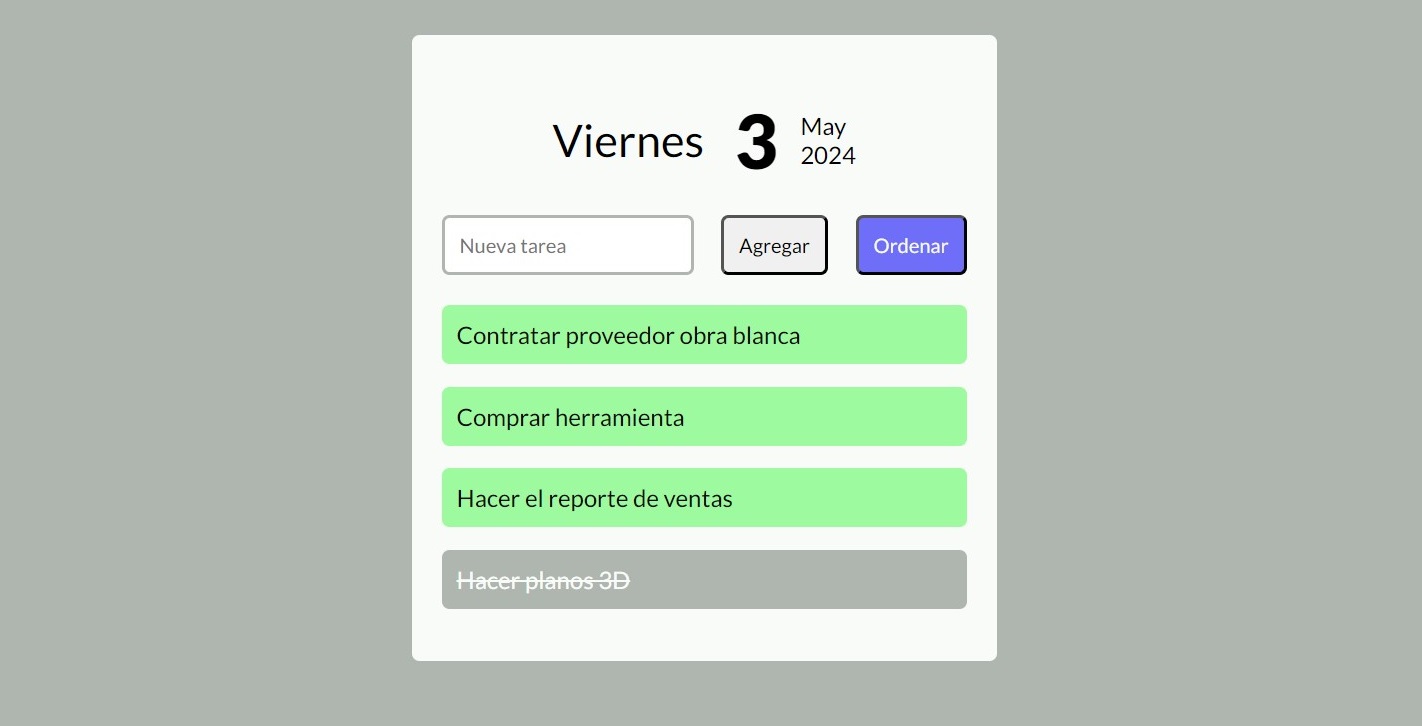 Viernes 3 May
2024
Nueva tarea Agregar Ordenar
Contratar proveedor obra blanca
Comprar herramienta
Hacer el reporte de ventas
Hacer planos 3D